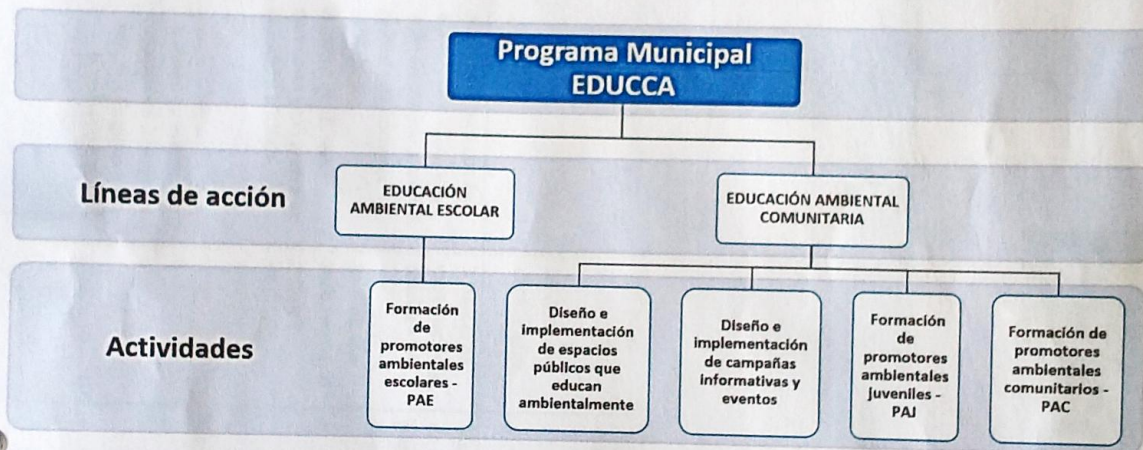 Programa Municipal
EDUCCA
Líneas de acción
EDUCACIÓN
AMBIENTAL ESCOLAR
EDUCACIÓN AMBIENTAL
COMUNITARIA
Actividades
Formación
de
promotores
ambientales
escolares -
PAE
Diseño e
implementación
de espacios
públicos que
educan
ambientalmente
Diseño e
implementación
de campañas
informativas y
eventos
Formación
de
promotores
ambientales
juveniles -
PAJ
Formación de
promotores
ambientales
comunitarios -
PAC